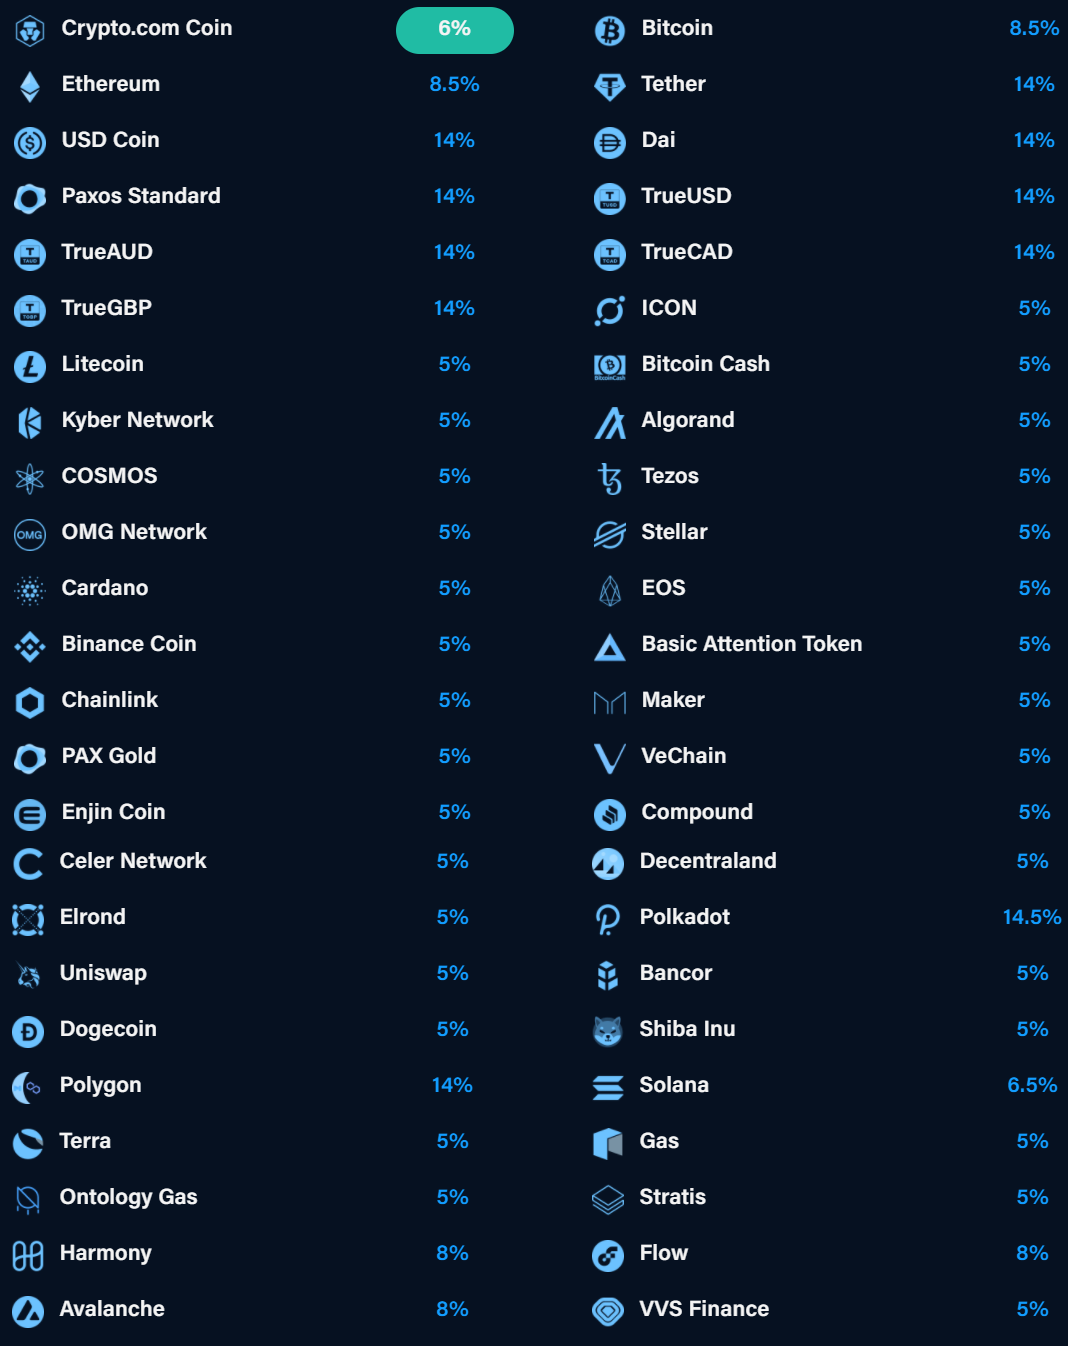 Crypto.com Coin 6% Bitcoin 8.5%
Ethereum 8.5% Tether 14%
USD Coin 14% Dai 14%
Paxos Standard 14% TrueUSD 14%
TrueAUD 14% TrueCAD 14%
TrueGBP 14% ICON 5%
Litecoin 5% Bitcoin Cash 5%
Kyber Network 5% Algorand 5%
COSMOS 5% Tezos 5%
OMG OMG Network 5% Stellar 5%
Cardano 5% EOS 5%
Binance Coin 5% Basic Attention Token 5%
Chainlink 5% Maker 5%
PAX Gold 5% VeChain 5%
Enjin Coin 5% Compound 5%
Celer Network 5% Decentraland 5%
Elrond 5% Polkadot 14.5%
Uniswap 5% Bancor 5%
Dogecoin 5% Shiba Inu 5%
Polygon 14% Solana 6.5%
Terra 5% Gas 5%
Ontology Gas 5% Stratis 5%
Harmony 8% Flow 8%
Avalanche 8% VVS Finance 5%